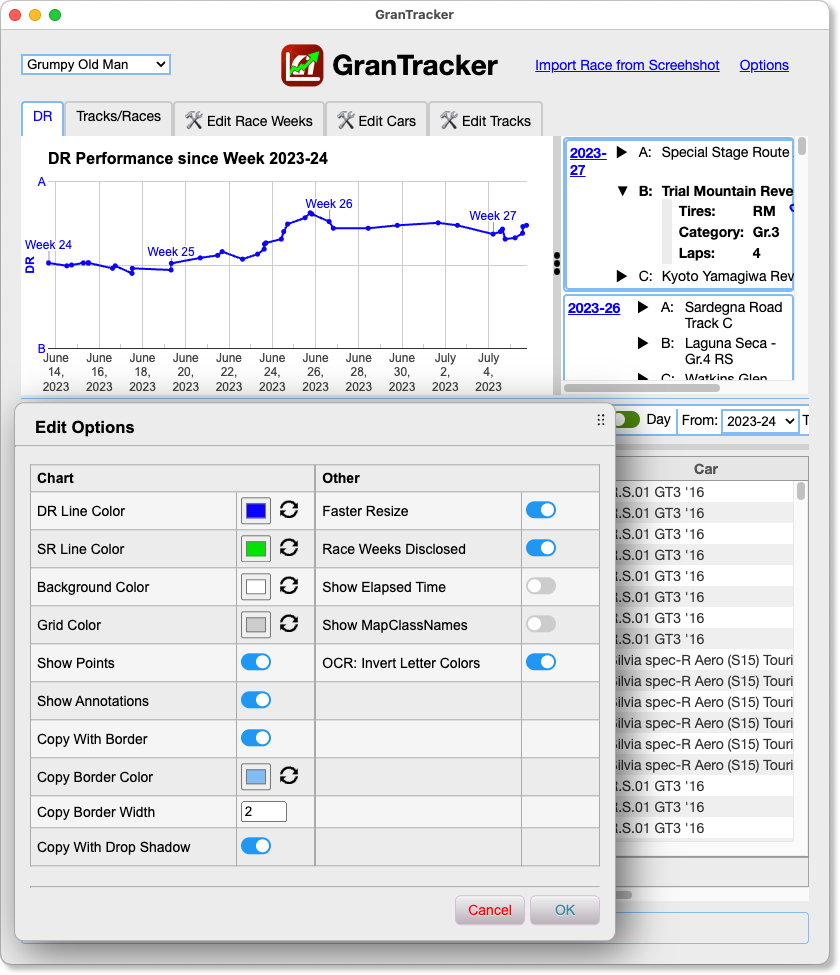 GranTracker
Grumpy Old Man
GranTracker
Import Race from Screehshot Options
DR Tracks/Races Edit Race Weeks Edit Cars Edit Tracks
DR Performance since Week 2023-24
A
Week 26
Week 27
Week 24
Week 25
DR
B
June 14, 2023
June 16, 2023
June 18, 2023
June 20, 2023
June 22, 2023
June 24, 2023
June 26, 2023
June 28, 2023
June 30, 2023
July 2, 2023
July 4, 2023
2023-27
A: Special Stage Route
B: Trial Mountain Reve
Tires: RM
Category: Gr.3
Laps: 4
C: Kyoto Yamagiwa Rev
2023-26
A: Sardegna Road
Track C
B: Laguna Seca -
Gr.4 RS
C: Watkins Glen
Day From: 2023-24 T
Edit Options
Chart Other
DR Line Color Faster Resize
SR Line Color Race Weeks Disclosed
Background Color Show Elapsed Time
Grid Color Show MapClassNames
Show Points OCR: Invert Letter Colors
Show Annotations
Copy With Border
Copy Border Color
Copy Border Width 2
Copy With Drop Shadow
Cancel OK
Car
R.S.01 GT3 '16
R.S.01 GT3 '16
R.S.01 GT3 '16
R.S.01 GT3 '16
R.S.01 GT3 '16
R.S.01 GT3 '16
R.S.01 GT3 '16
R.S.01 GT3 '16
Silvia spec-R Aero (S15) Touri
Silvia spec-R Aero (S15) Touri
Silvia spec-R Aero (S15) Touri
Silvia spec-R Aero (S15) Touri
Silvia spec-R Aero (S15) Touri
Silvia spec-R Aero (S15) Touri
R.S.01 GT3 '16
R.S.01 GT3 '16
R.S.01 GT3 '16